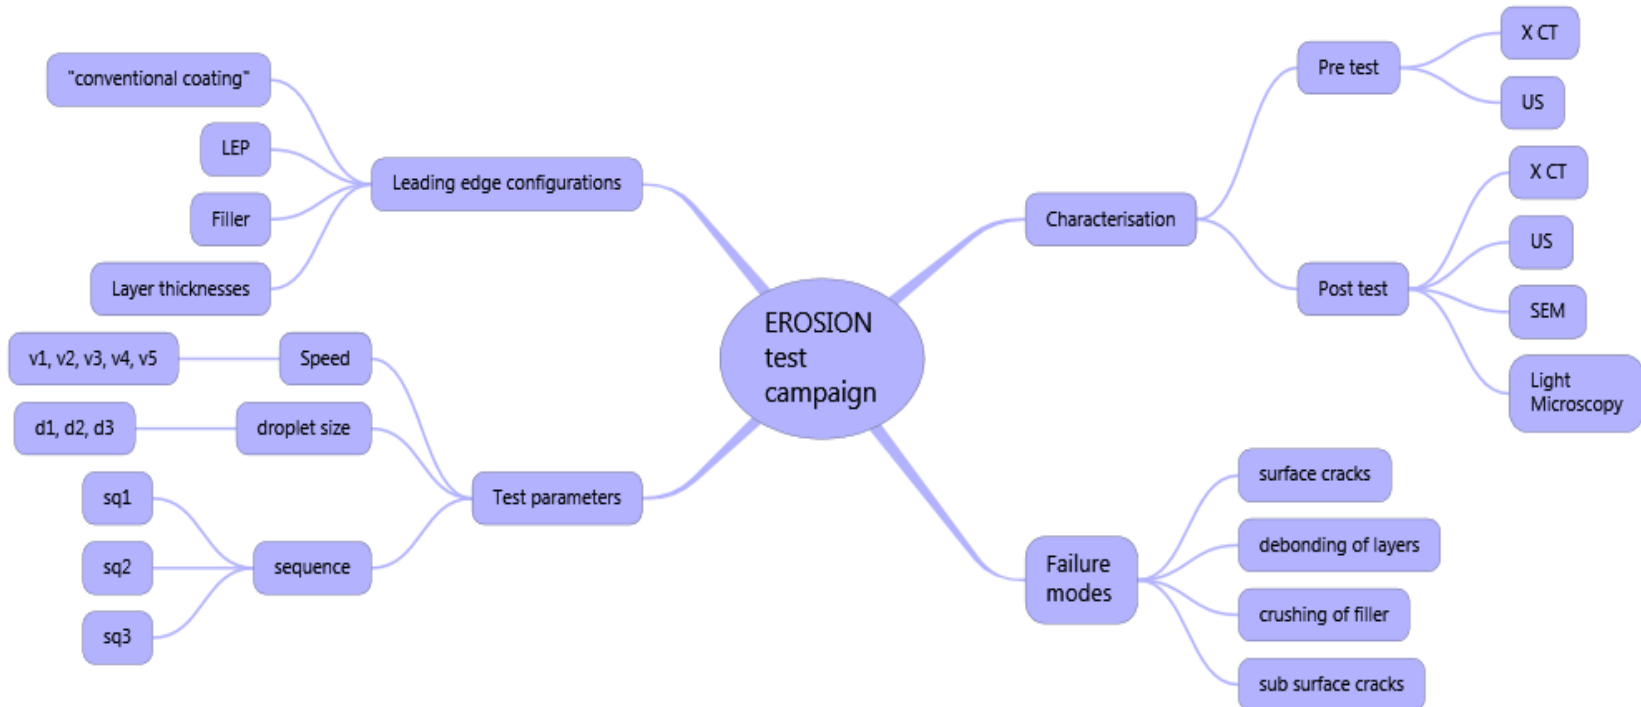 "conventional coating"
LEP
Filler
Layer thicknesses
Leading edge configurations
v1, v2, v3, v4, v5
Speed
d1, d2, d3
droplet size
sq1
sq2
sq3
sequence
Test parameters
EROSION
test
campaign
Characterisation
Pre test
X CT
US
Post test
X CT
US
SEM
Light
Microscopy
Failure
modes
surface cracks
debonding of layers
crushing of filler
sub surface cracks